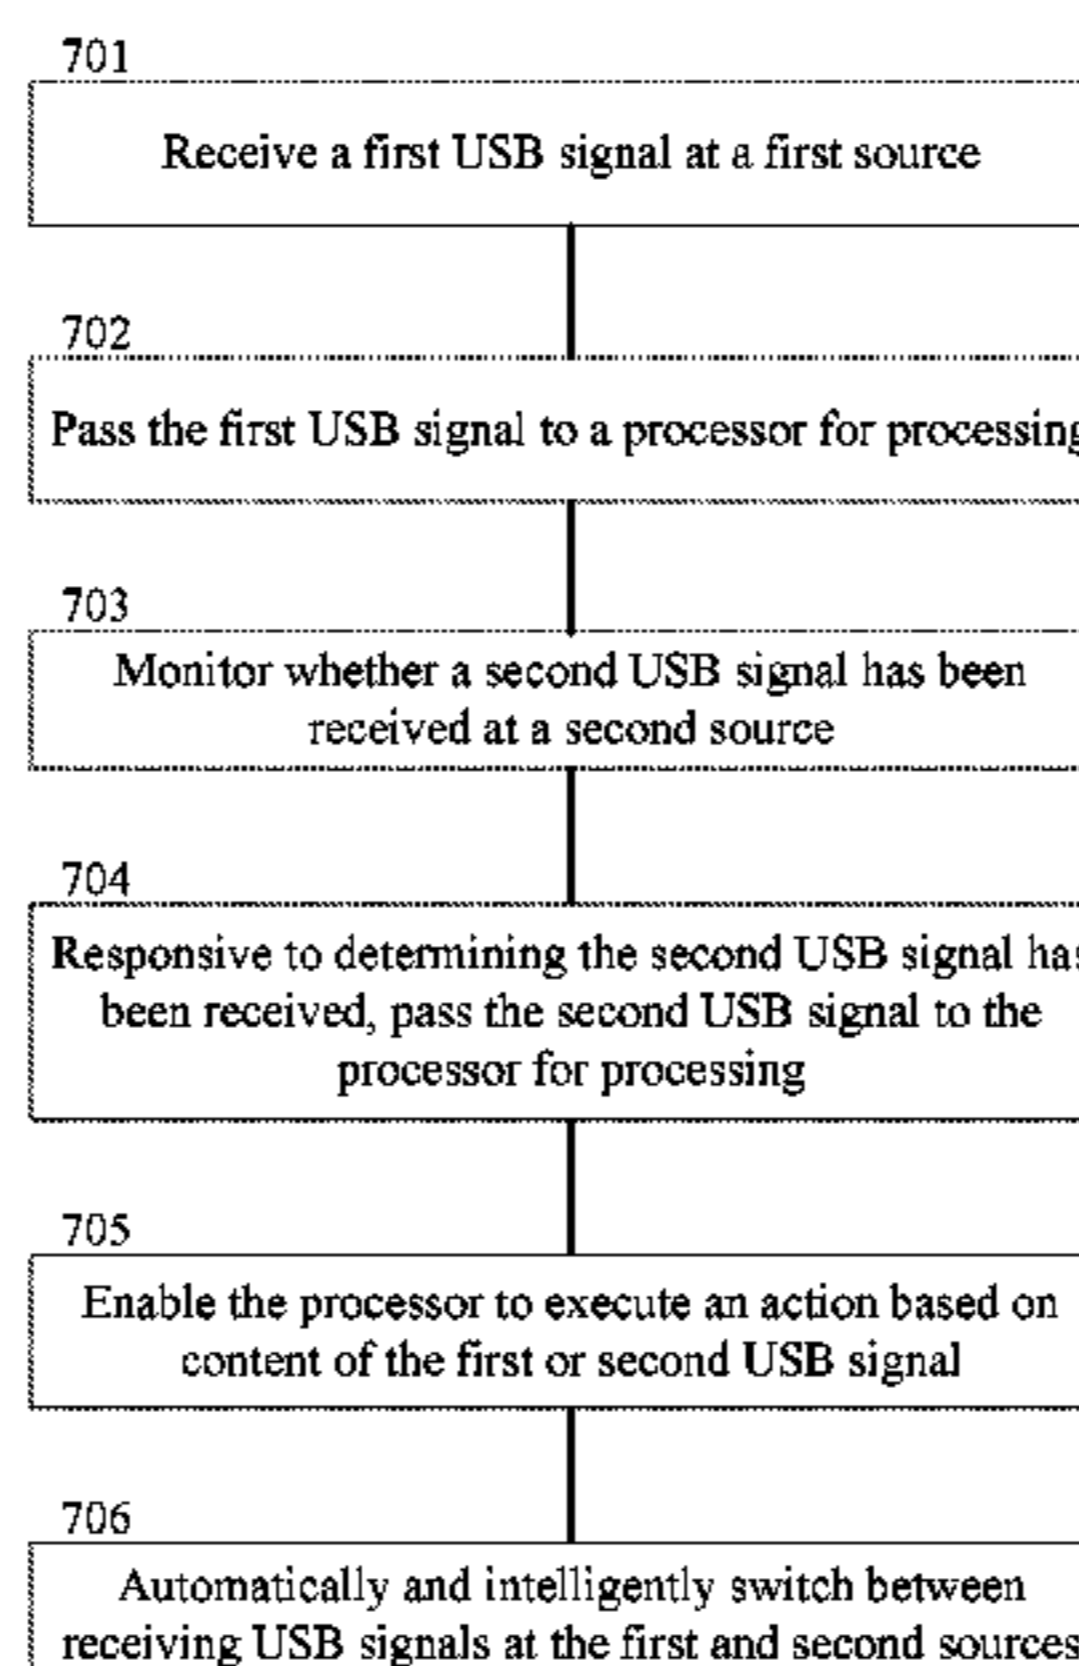 701
Receive a first USB signal at a first source
702
Pass the first USB signal to a processor for processing
703
Monitor whether a second USB signal has been
received at a second source
704
Responsive to determining the second USB signal has
been received, pass the second USB signal to the
processor for processing
705
Enable the processor to execute an action based on
content of the first or second USB signal
706
Automatically and intelligently switch between
receiving USB signals at the first and second sources